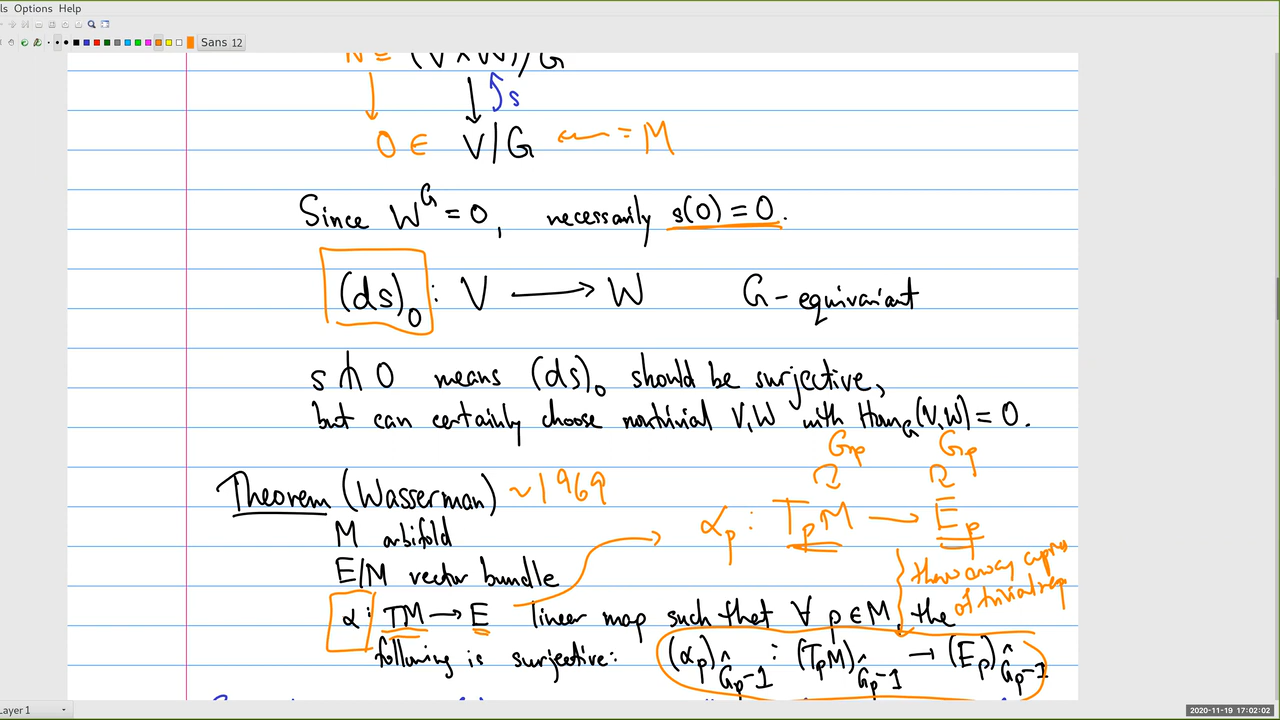 ls Options Help
Sans 12
N = (V × W)/G
s
0 ∈ V/G ← = M
Since W^G = 0, necessarily s(0) = 0.
(ds)_0 : V ⟶ W G-equivariant
s ⋔ 0 means (ds)_0 should be surjective,
but can certainly choose nontrivial V, W with Hom_G(V, W) = 0.
G_p G_p
Theorem (Wasserman) ~1969
α_p : T_pM → E_p
M orbifold
E/M vector bundle
throw away copies
of trivial rep
α : TM → E linear map such that ∀ p ∈ M, the
following is surjective: (α_p)_{Ĝ_p-1} : (T_pM)_{Ĝ_p-1} → (E_p)_{Ĝ_p-1}
Layer 1
2020-11-19 17:02:02